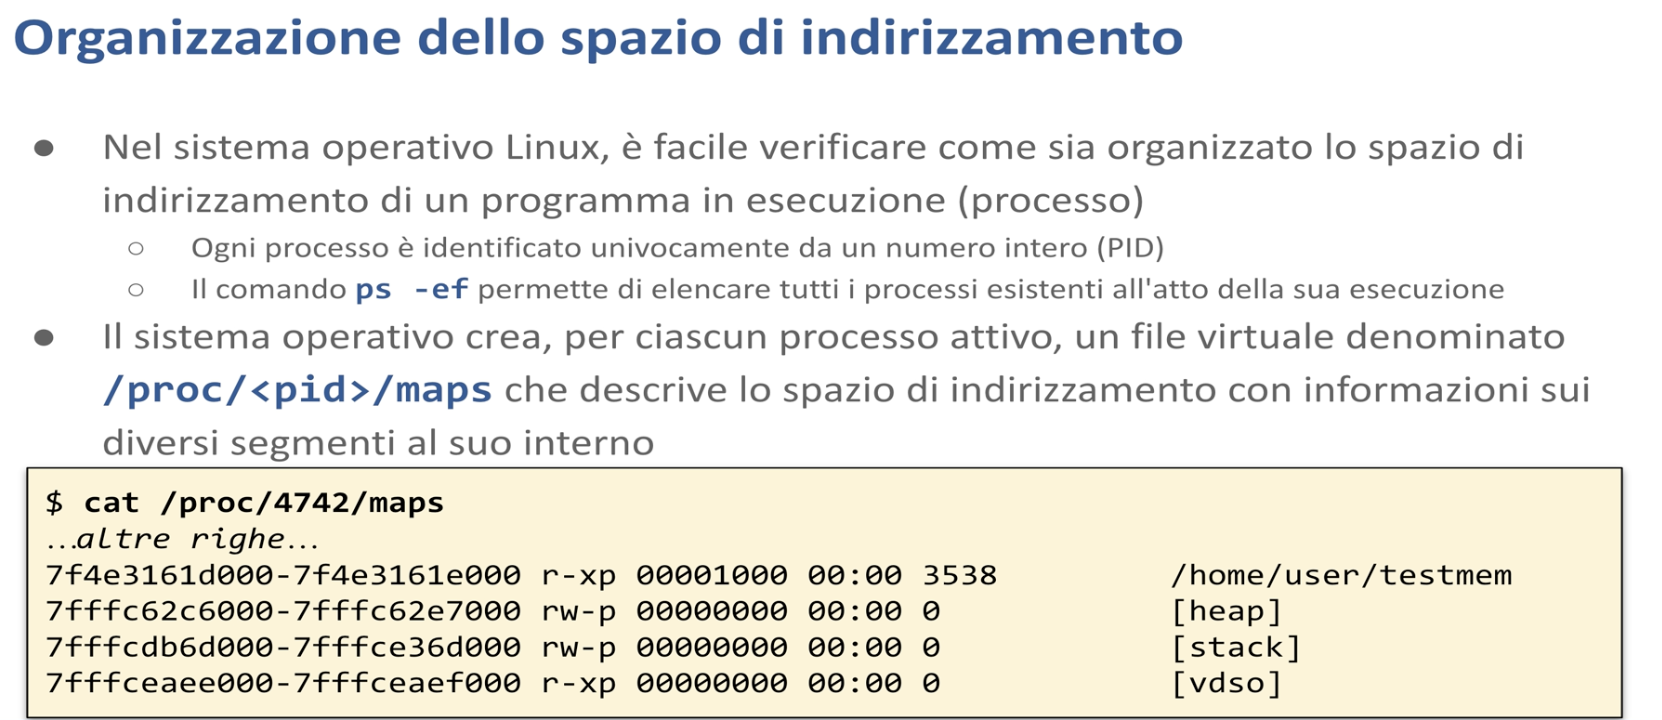 Organizzazione dello spazio di indirizzamento
● Nel sistema operativo Linux, è facile verificare come sia organizzato lo spazio di
indirizzamento di un programma in esecuzione (processo)
○ Ogni processo è identificato univocamente da un numero intero (PID)
○ Il comando ps -ef permette di elencare tutti i processi esistenti all'atto della sua esecuzione
● Il sistema operativo crea, per ciascun processo attivo, un file virtuale denominato
/proc/<pid>/maps che descrive lo spazio di indirizzamento con informazioni sui
diversi segmenti al suo interno
$ cat /proc/4742/maps
...altre righe...
7f4e3161d000-7f4e3161e000 r-xp 00001000 00:00 3538 /home/user/testmem
7fffc62c6000-7fffc62e7000 rw-p 00000000 00:00 0 [heap]
7fffcdb6d000-7fffce36d000 rw-p 00000000 00:00 0 [stack]
7fffceaee000-7fffceaef000 r-xp 00000000 00:00 0 [vdso]